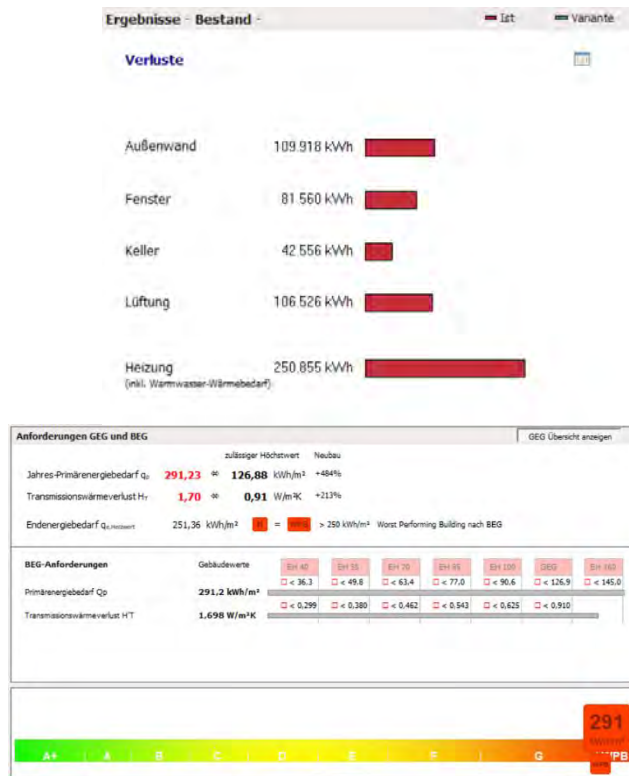 Ergebnisse - Bestand -
Ist
Variante
Verluste
Außenwand 109.918 kWh
Fenster 81.560 kWh
Keller 42.556 kWh
Lüftung 106.526 kWh
Heizung 250.855 kWh
(inkl. Warmwasser-Wärmebedarf)
Anforderungen GEG und BEG
GEG Übersicht anzeigen
zulässiger Höchstwert Neubau
Jahres-Primärenergiebedarf qp 291,23 126,88 kWh/m² +484%
Transmissionswärmeverlust HT 1,70 0,91 W/m²K +213%
Endenergiebedarf 251,36 kWh/m² H = WPB > 250 kWh/m² Worst Performing Building nach BEG
BEG-Anforderungen Gebäudewerte EH 40 EH 55 EH 70 EH 85 EH 100 GEG EH 160
< 36.3 < 49.8 < 63.4 < 77.0 < 90.6 < 126.9 < 145.0
Primärenergiebedarf Qp 291,2 kWh/m²
< 0,299 < 0,380 < 0,462 < 0,543 < 0,625 < 0,910
Transmissionswärmeverlust H'T 1,698 W/m²K
291
kWh/m²
A+ A B C D E F G WPB